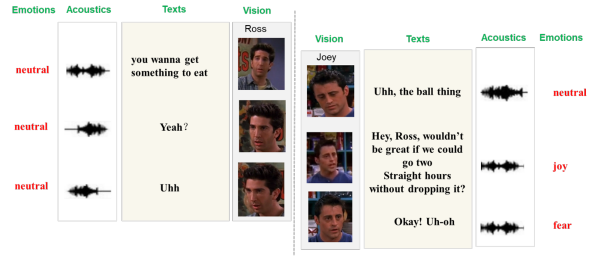 Emotions Acoustics Texts Vision
Ross
neutral
you wanna get
something to eat
neutral
Yeah?
neutral
Uhh
Vision Texts Acoustics Emotions
Joey
Uhh, the ball thing
neutral
Hey, Ross, wouldn't
be great if we could
go two
Straight hours
without dropping it?
joy
Okay! Uh-oh
fear